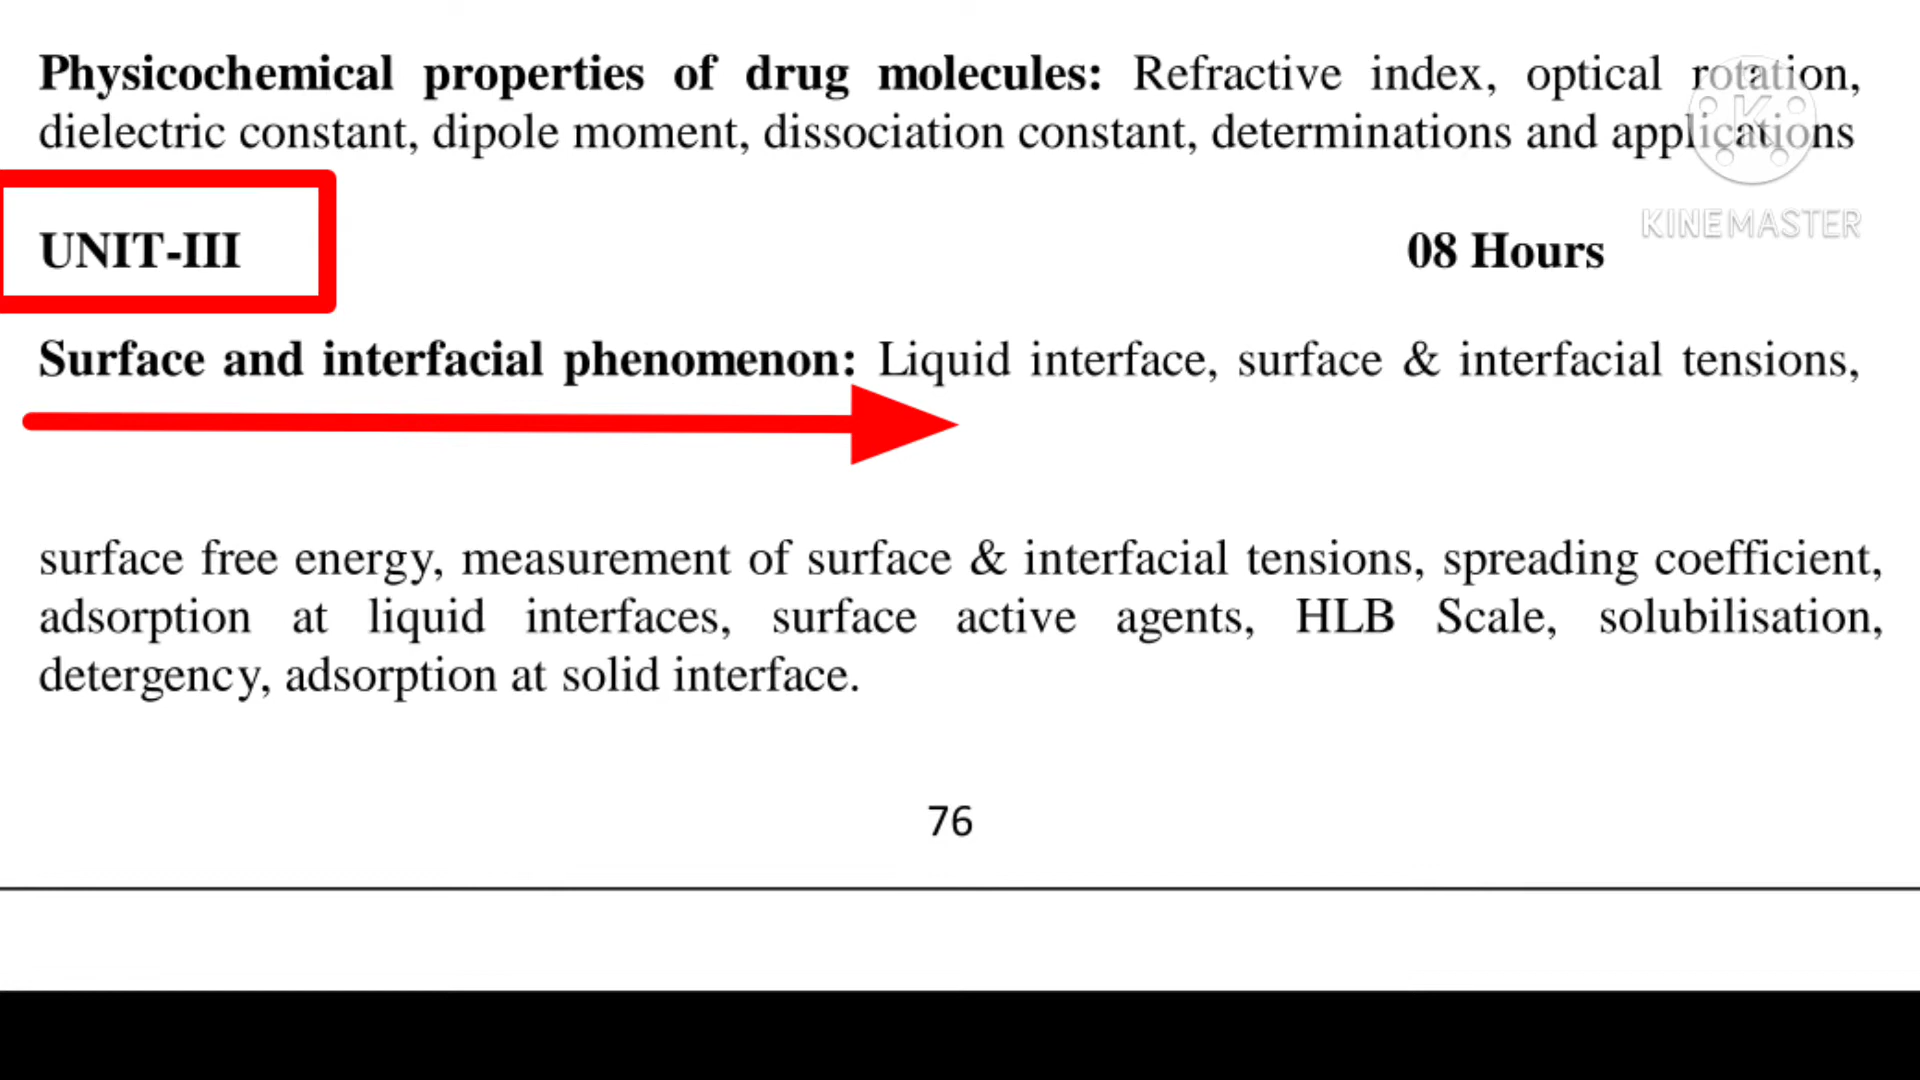 Physicochemical properties of drug molecules: Refractive index, optical rotation,
dielectric constant, dipole moment, dissociation constant, determinations and applications
KINEMASTER
UNIT-III 08 Hours
Surface and interfacial phenomenon: Liquid interface, surface & interfacial tensions,
surface free energy, measurement of surface & interfacial tensions, spreading coefficient,
adsorption at liquid interfaces, surface active agents, HLB Scale, solubilisation,
detergency, adsorption at solid interface.
76